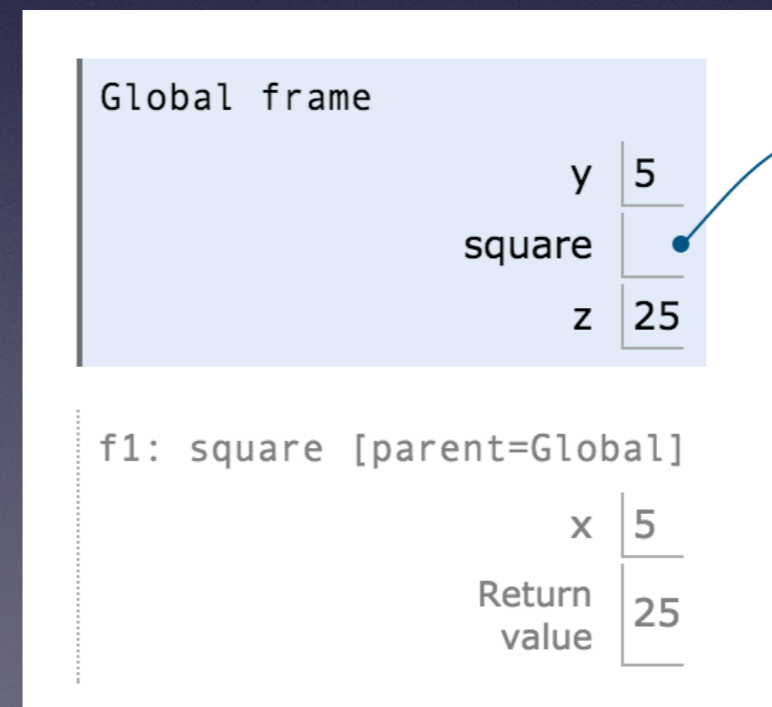 Global frame
y 5
square
z 25
f1: square [parent=Global]
x 5
Return
value 25